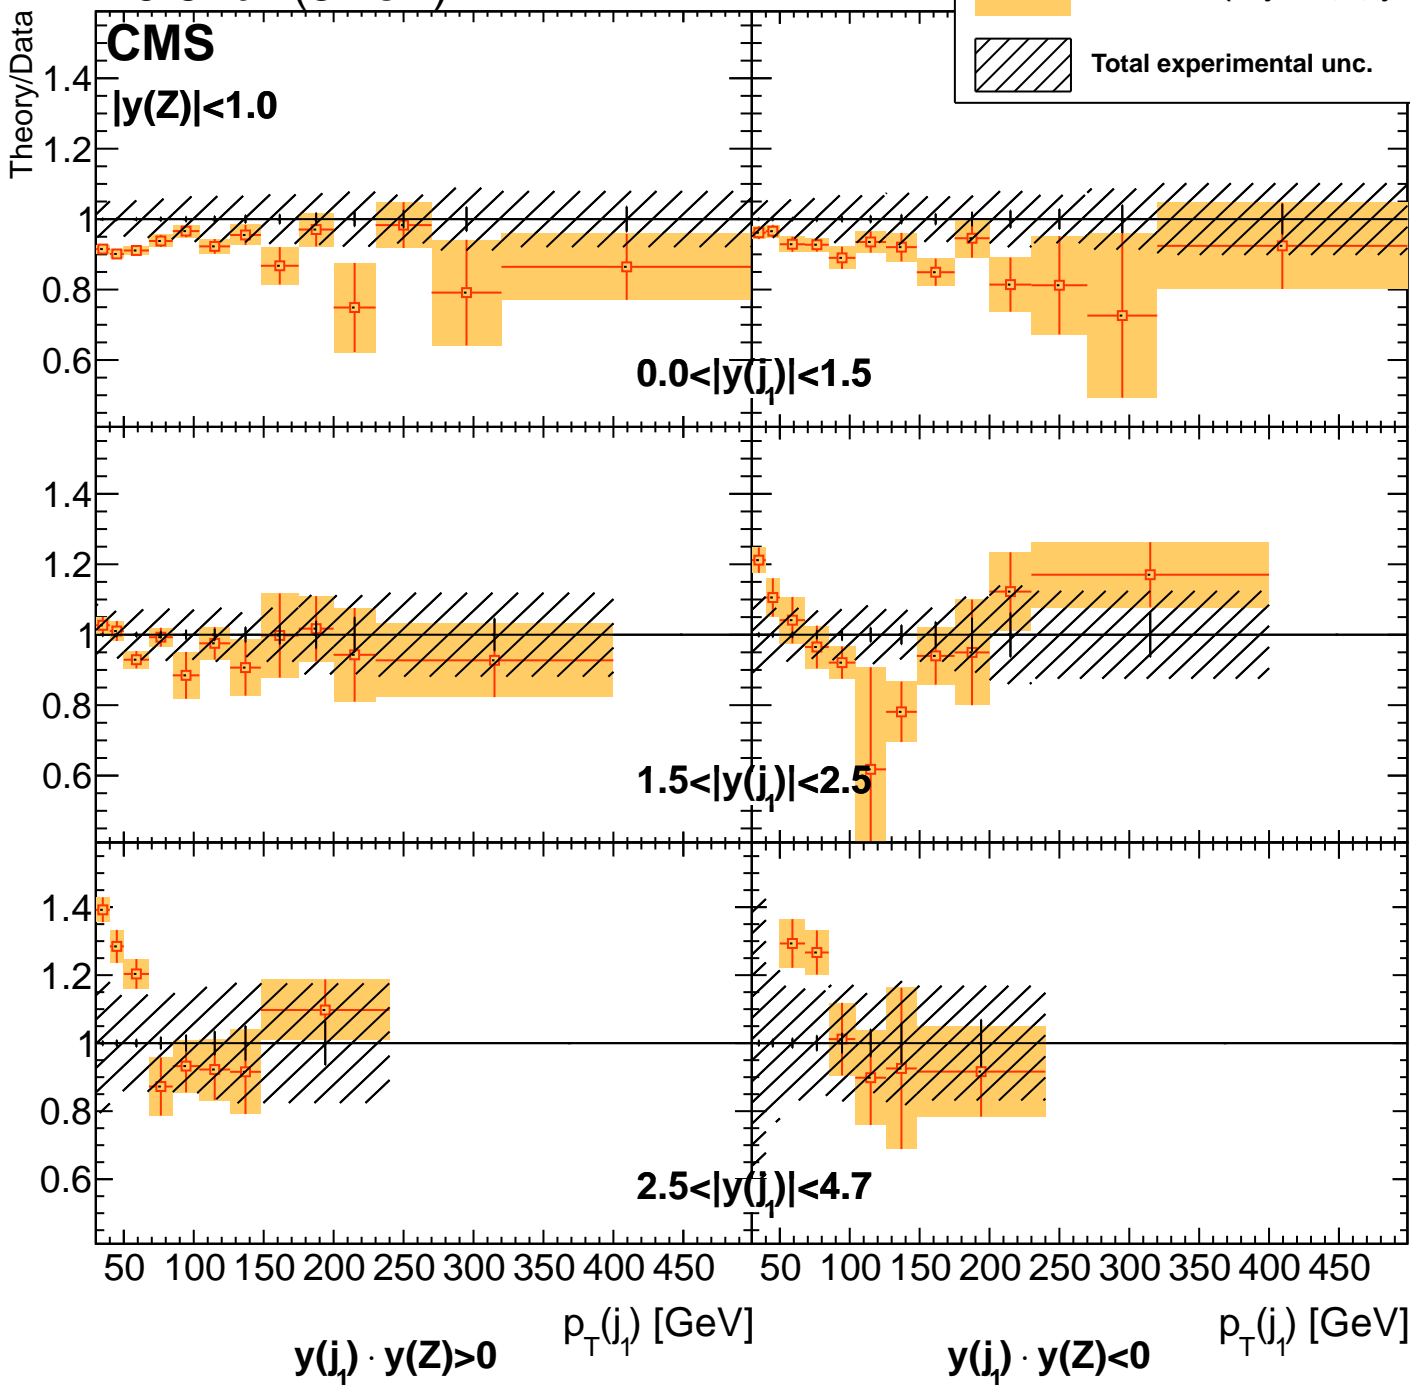 Theory/Data
CMS
|y(Z)|<1.0
Total experimental unc.
1.4
1.2
1
0.8
0.6
0.0<|y(j1)|<1.5
1.4
1.2
1
0.8
0.6
1.5<|y(j1)|<2.5
1.4
1.2
1
0.8
0.6
2.5<|y(j1)|<4.7
50 100 150 200 250 300 350 400 450 50 100 150 200 250 300 350 400 450
pT(j1) [GeV] pT(j1) [GeV]
y(j1) · y(Z)>0 y(j1) · y(Z)<0